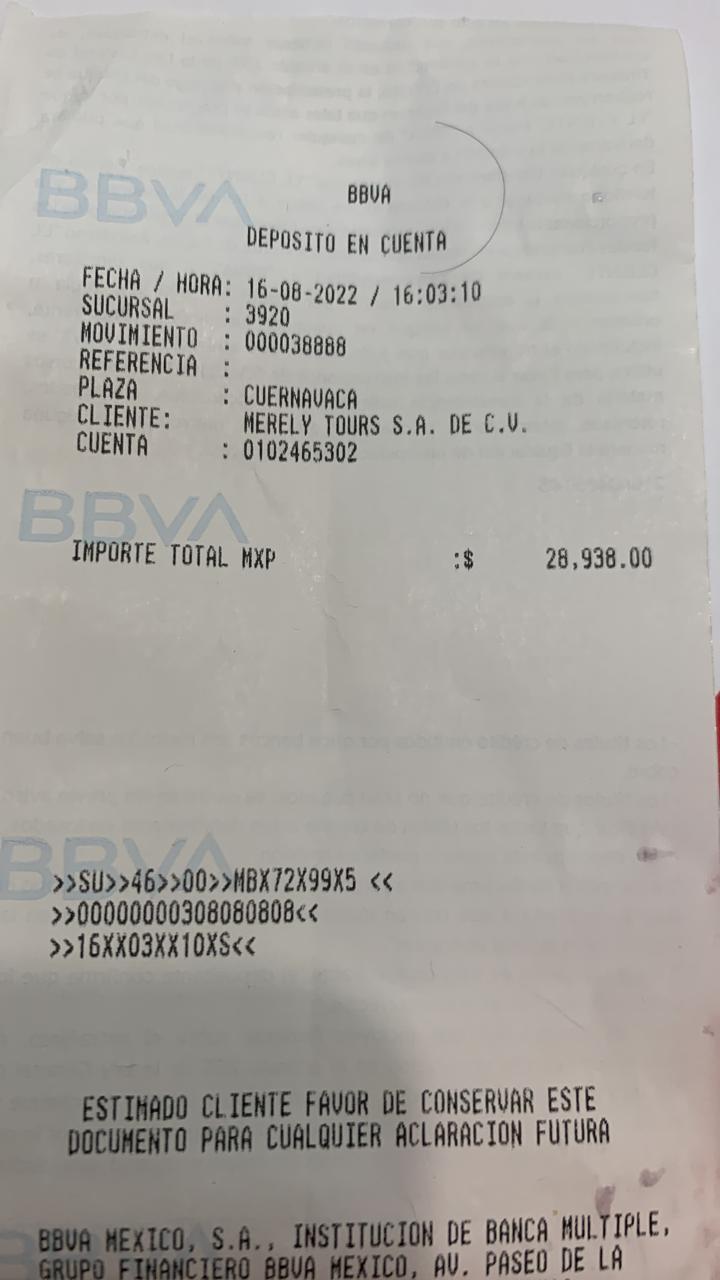 BBVA
BBVA
DEPOSITO EN CUENTA
FECHA / HORA: 16-08-2022 / 16:03:10
SUCURSAL : 3920
MOVIMIENTO : 000038888
REFERENCIA :
PLAZA : CUERNAVACA
CLIENTE: MERELY TOURS S.A. DE C.V.
CUENTA : 0102465302
BBVA
IMPORTE TOTAL MXP :$ 28,938.00
BBVA
>>SU>>46>>00>>MBX72X99X5 <<
>>00000000308080808<<
>>16XX03XX10XS<<
ESTIMADO CLIENTE FAVOR DE CONSERVAR ESTE
DOCUMENTO PARA CUALQUIER ACLARACION FUTURA
BBVA MEXICO, S.A., INSTITUCION DE BANCA MULTIPLE,
GRUPO FINANCIERO BBVA MEXICO, AV. PASEO DE LA